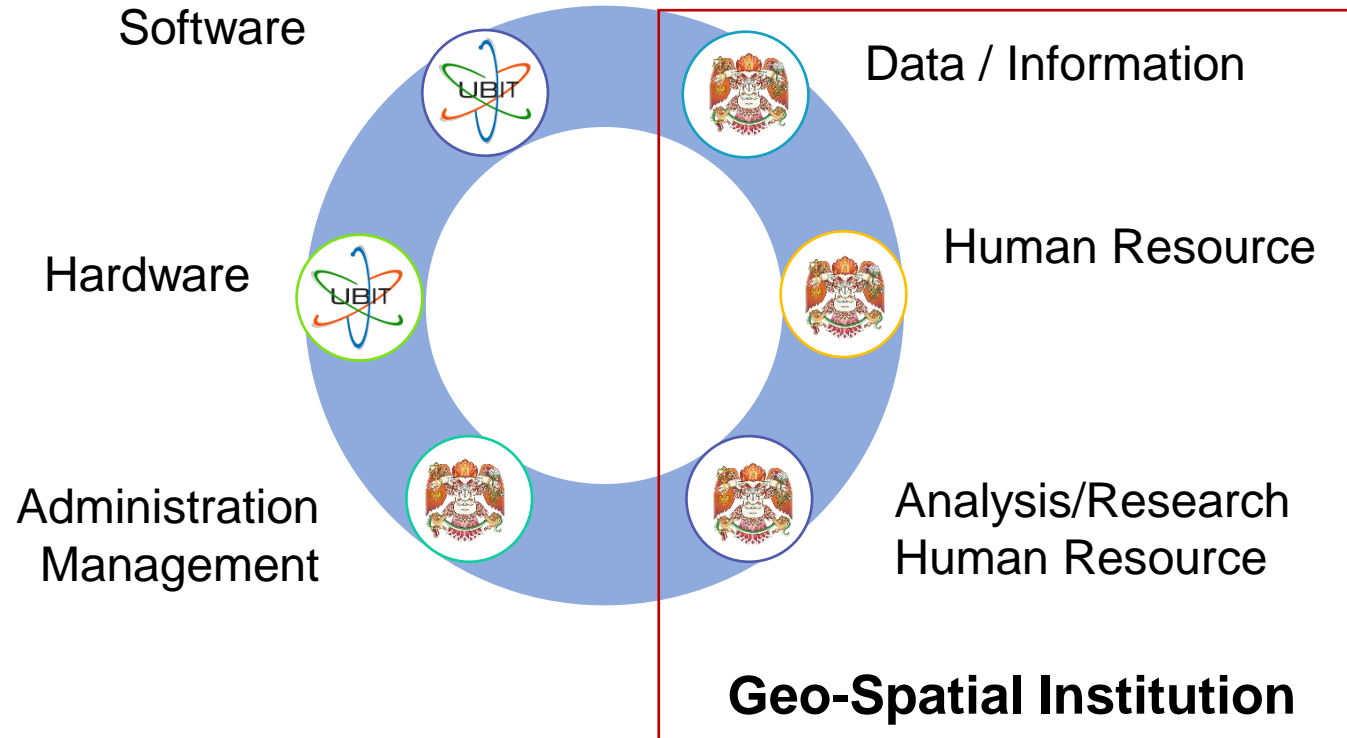 Software
UBIT
Data / Information
Hardware
UBIT
Human Resource
Administration
Management
Analysis/Research
Human Resource
Geo-Spatial Institution